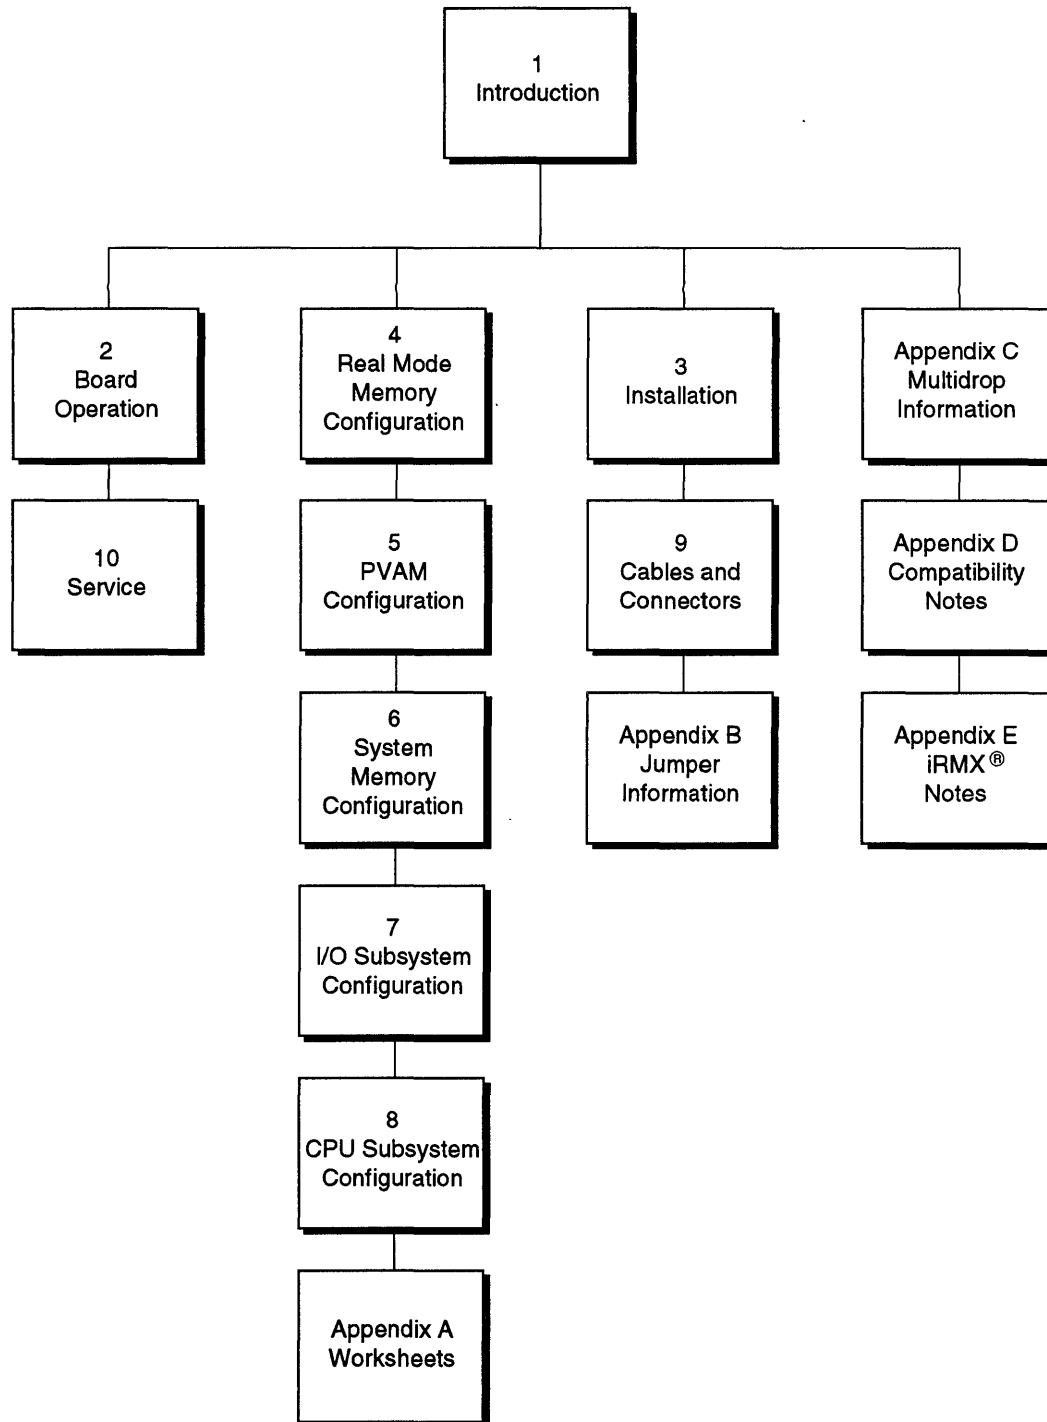 1
Introduction
2
Board
Operation
4
Real Mode
Memory
Configuration
3
Installation
Appendix C
Multidrop
Information
10
Service
5
PVAM
Configuration
9
Cables and
Connectors
Appendix D
Compatibility
Notes
6
System
Memory
Configuration
Appendix B
Jumper
Information
Appendix E
iRMX®
Notes
7
I/O Subsystem
Configuration
8
CPU Subsystem
Configuration
Appendix A
Worksheets